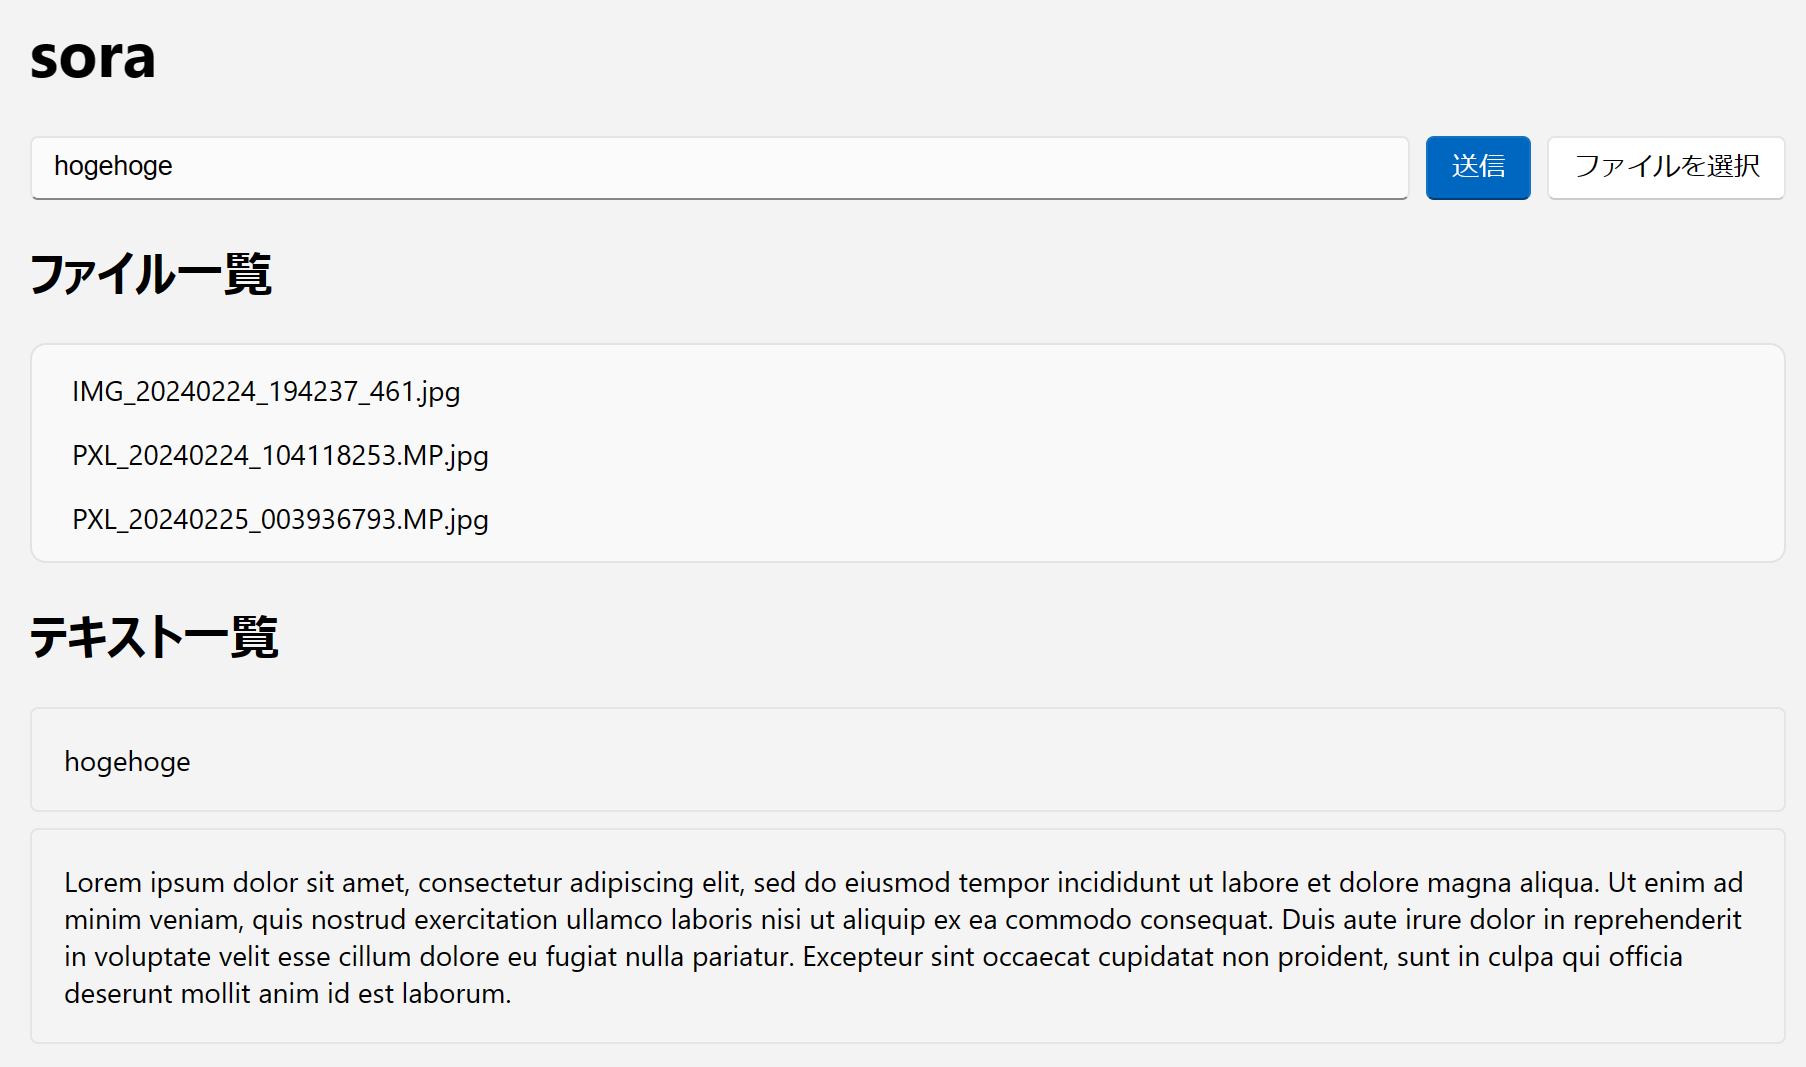 sora
hogehoge
送信
ファイルを選択
ファイル一覧
IMG_20240224_194237_461.jpg
PXL_20240224_104118253.MP.jpg
PXL_20240225_003936793.MP.jpg
テキスト一覧
hogehoge
Lorem ipsum dolor sit amet, consectetur adipiscing elit, sed do eiusmod tempor incididunt ut labore et dolore magna aliqua. Ut enim ad
minim veniam, quis nostrud exercitation ullamco laboris nisi ut aliquip ex ea commodo consequat. Duis aute irure dolor in reprehenderit
in voluptate velit esse cillum dolore eu fugiat nulla pariatur. Excepteur sint occaecat cupidatat non proident, sunt in culpa qui officia
deserunt mollit anim id est laborum.